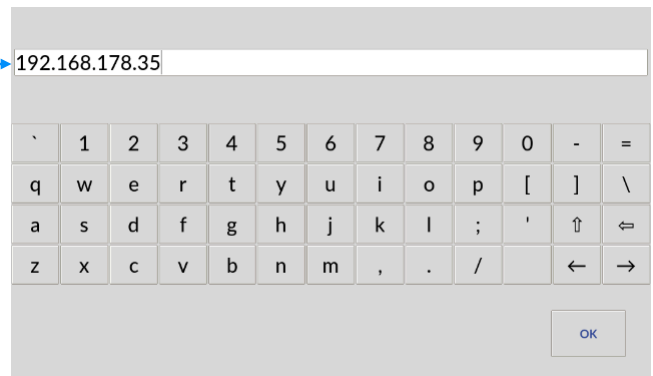 192.168.178.35
` 1 2 3 4 5 6 7 8 9 0 - =
q w e r t y u i o p [ ] \
a s d f g h j k l ; ' ⇧ ⇦
z x c v b n m , . / ← →
OK